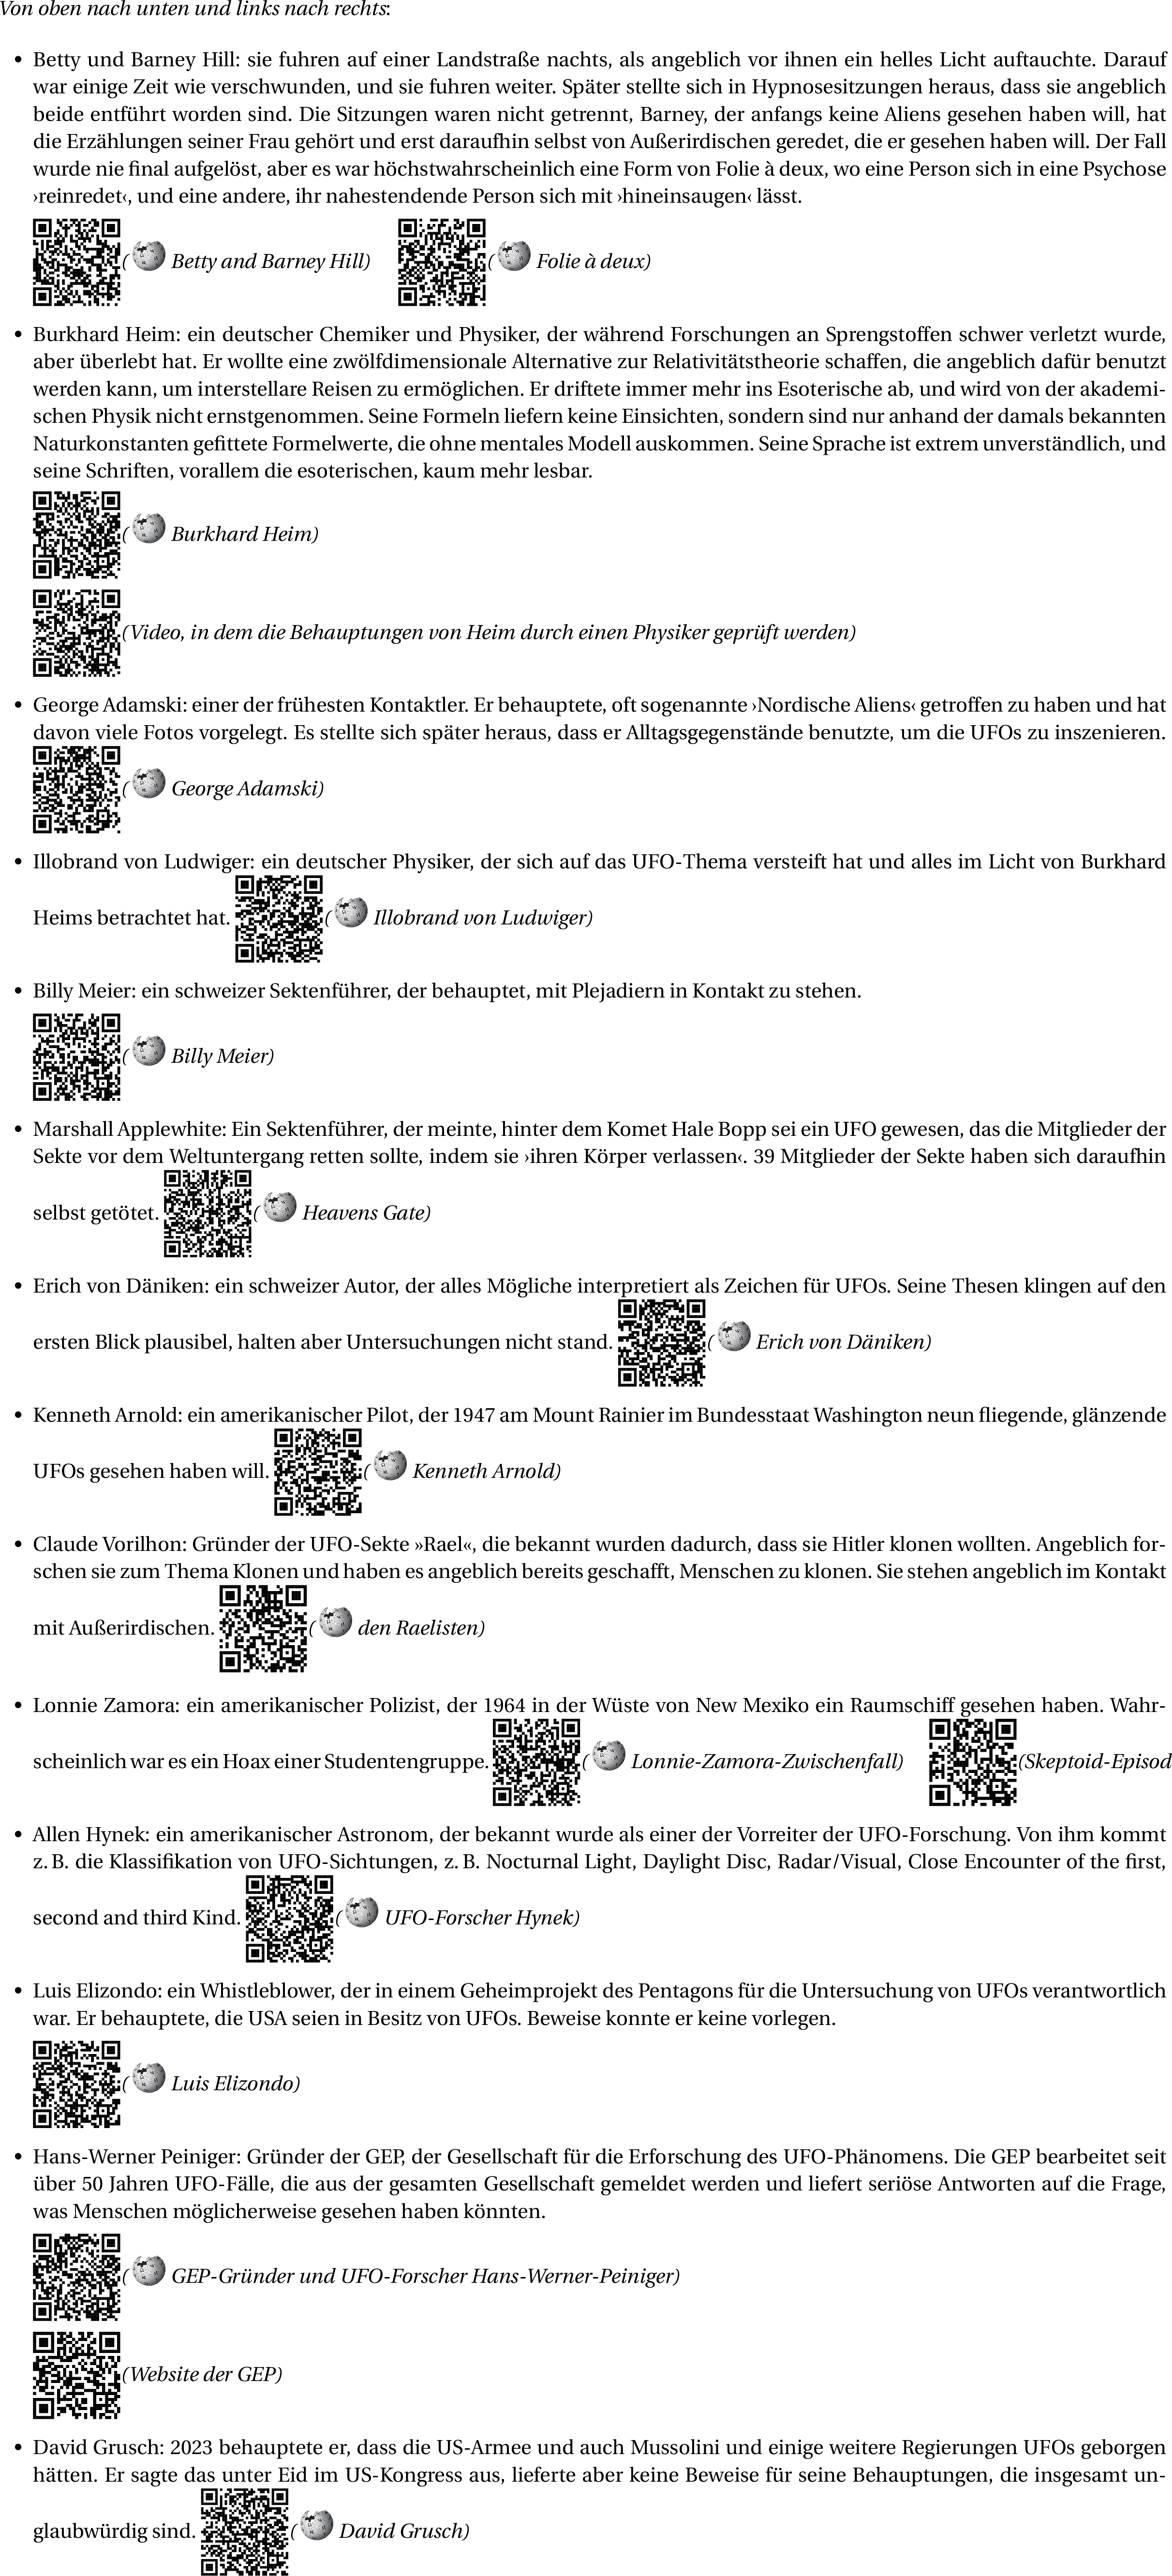 Von oben nach unten und links nach rechts:
• Betty und Barney Hill: sie fuhren auf einer Landstraße nachts, als angeblich vor ihnen ein helles Licht auftauchte. Darauf
war einige Zeit wie verschwunden, und sie fuhren weiter. Später stellte sich in Hypnosesitzungen heraus, dass sie angeblich
beide entführt worden sind. Die Sitzungen waren nicht getrennt, Barney, der anfangs keine Aliens gesehen haben will, hat
die Erzählungen seiner Frau gehört und erst daraufhin selbst von Außerirdischen geredet, die er gesehen haben will. Der Fall
wurde nie final aufgelöst, aber es war höchstwahrscheinlich eine Form von Folie à deux, wo eine Person sich in eine Psychose
›reinredet‹, und eine andere, ihr nahestendende Person sich mit ›hineinsaugen‹ lässt.
( Betty and Barney Hill) ( Folie à deux)
• Burkhard Heim: ein deutscher Chemiker und Physiker, der während Forschungen an Sprengstoffen schwer verletzt wurde,
aber überlebt hat. Er wollte eine zwölfdimensionale Alternative zur Relativitätstheorie schaffen, die angeblich dafür benutzt
werden kann, um interstellare Reisen zu ermöglichen. Er driftete immer mehr ins Esoterische ab, und wird von der akademi-
schen Physik nicht ernstgenommen. Seine Formeln liefern keine Einsichten, sondern sind nur anhand der damals bekannten
Naturkonstanten gefittete Formelwerte, die ohne mentales Modell auskommen. Seine Sprache ist extrem unverständlich, und
seine Schriften, vorallem die esoterischen, kaum mehr lesbar.
( Burkhard Heim)
(Video, in dem die Behauptungen von Heim durch einen Physiker geprüft werden)
• George Adamski: einer der frühesten Kontaktler. Er behauptete, oft sogenannte ›Nordische Aliens‹ getroffen zu haben und hat
davon viele Fotos vorgelegt. Es stellte sich später heraus, dass er Alltagsgegenstände benutzte, um die UFOs zu inszenieren.
( George Adamski)
• Illobrand von Ludwiger: ein deutscher Physiker, der sich auf das UFO-Thema versteift hat und alles im Licht von Burkhard
Heims betrachtet hat. ( Illobrand von Ludwiger)
• Billy Meier: ein schweizer Sektenführer, der behauptet, mit Plejadiern in Kontakt zu stehen.
( Billy Meier)
• Marshall Applewhite: Ein Sektenführer, der meinte, hinter dem Komet Hale Bopp sei ein UFO gewesen, das die Mitglieder der
Sekte vor dem Weltuntergang retten sollte, indem sie ›ihren Körper verlassen‹. 39 Mitglieder der Sekte haben sich daraufhin
selbst getötet. ( Heavens Gate)
• Erich von Däniken: ein schweizer Autor, der alles Mögliche interpretiert als Zeichen für UFOs. Seine Thesen klingen auf den
ersten Blick plausibel, halten aber Untersuchungen nicht stand. ( Erich von Däniken)
• Kenneth Arnold: ein amerikanischer Pilot, der 1947 am Mount Rainier im Bundesstaat Washington neun fliegende, glänzende
UFOs gesehen haben will. ( Kenneth Arnold)
• Claude Vorilhon: Gründer der UFO-Sekte »Rael«, die bekannt wurden dadurch, dass sie Hitler klonen wollten. Angeblich for-
schen sie zum Thema Klonen und haben es angeblich bereits geschafft, Menschen zu klonen. Sie stehen angeblich im Kontakt
mit Außerirdischen. ( den Raelisten)
• Lonnie Zamora: ein amerikanischer Polizist, der 1964 in der Wüste von New Mexiko ein Raumschiff gesehen haben. Wahr-
scheinlich war es ein Hoax einer Studentengruppe. ( Lonnie-Zamora-Zwischenfall) (Skeptoid-Episod
• Allen Hynek: ein amerikanischer Astronom, der bekannt wurde als einer der Vorreiter der UFO-Forschung. Von ihm kommt
z. B. die Klassifikation von UFO-Sichtungen, z. B. Nocturnal Light, Daylight Disc, Radar/Visual, Close Encounter of the first,
second and third Kind. ( UFO-Forscher Hynek)
• Luis Elizondo: ein Whistleblower, der in einem Geheimprojekt des Pentagons für die Untersuchung von UFOs verantwortlich
war. Er behauptete, die USA seien in Besitz von UFOs. Beweise konnte er keine vorlegen.
( Luis Elizondo)
• Hans-Werner Peiniger: Gründer der GEP, der Gesellschaft für die Erforschung des UFO-Phänomens. Die GEP bearbeitet seit
über 50 Jahren UFO-Fälle, die aus der gesamten Gesellschaft gemeldet werden und liefert seriöse Antworten auf die Frage,
was Menschen möglicherweise gesehen haben könnten.
( GEP-Gründer und UFO-Forscher Hans-Werner-Peiniger)
(Website der GEP)
• David Grusch: 2023 behauptete er, dass die US-Armee und auch Mussolini und einige weitere Regierungen UFOs geborgen
hätten. Er sagte das unter Eid im US-Kongress aus, lieferte aber keine Beweise für seine Behauptungen, die insgesamt un-
glaubwürdig sind. ( David Grusch)